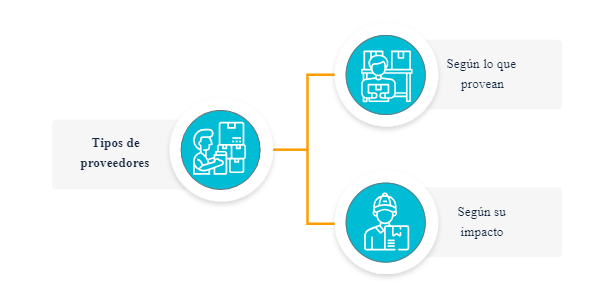 Tipos de
proveedores
Según lo que
provean
Según su
impacto